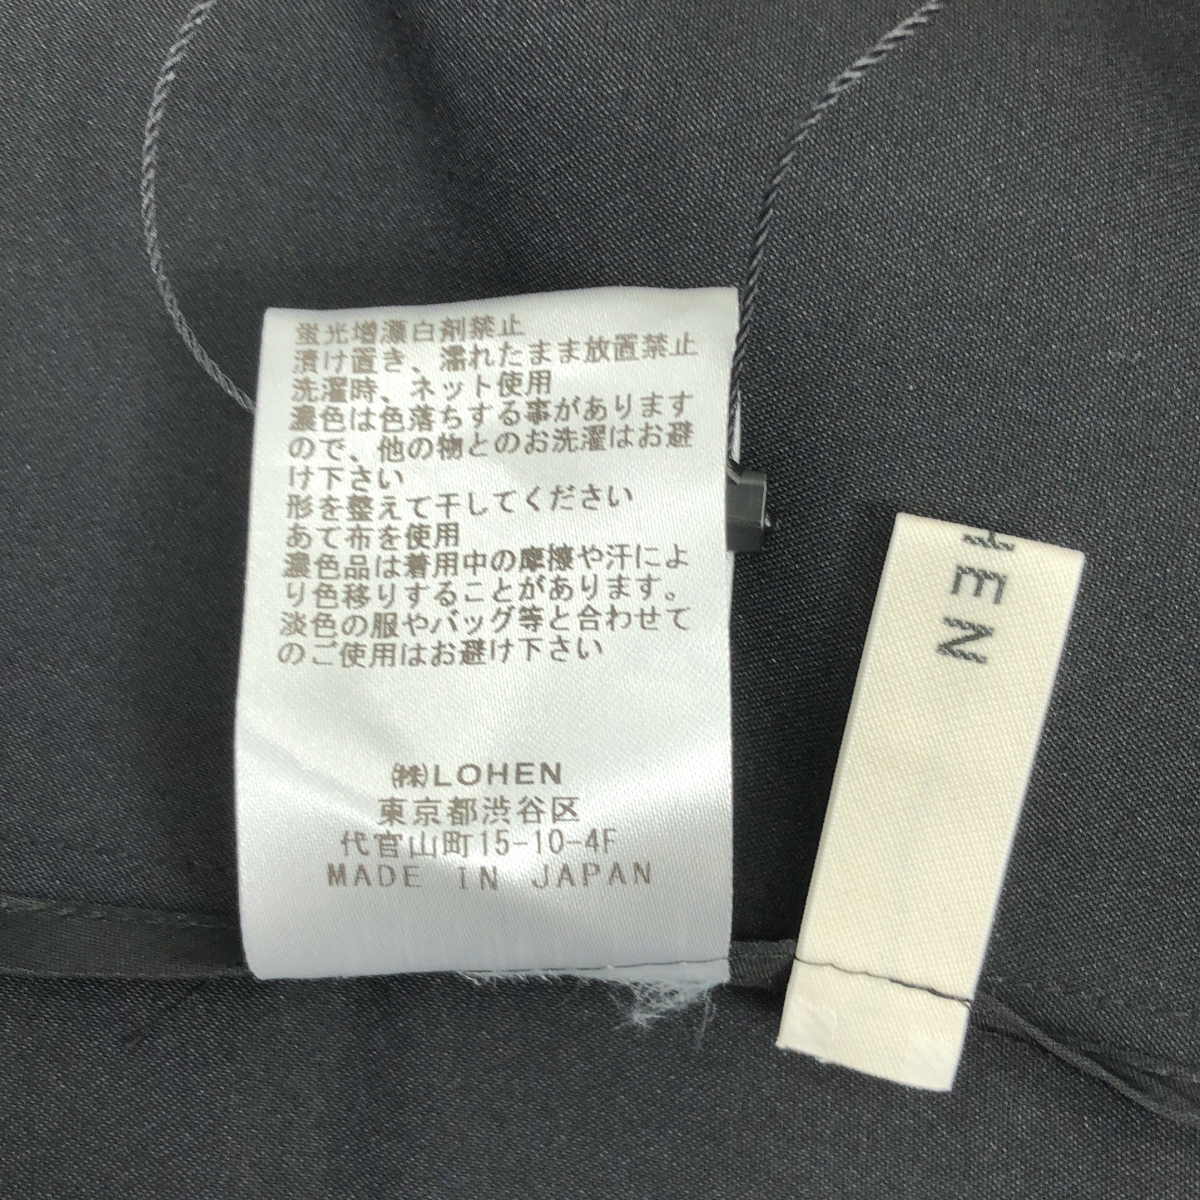 蛍光増漂白剤禁止
漬け置き、濡れたまま放置禁止
洗濯時、ネット使用
濃色は色落ちする事があります
ので、他の物とのお洗濯はお避
け下さい
形を整えて干してください
あて布を使用
濃色品は着用中の摩擦や汗によ
り色移りすることがあります。
淡色の服やバッグ等と合わせて
のご使用はお避け下さい
㈱LOHEN
東京都渋谷区
代官山町15-10-4F
MADE IN JAPAN
HEN